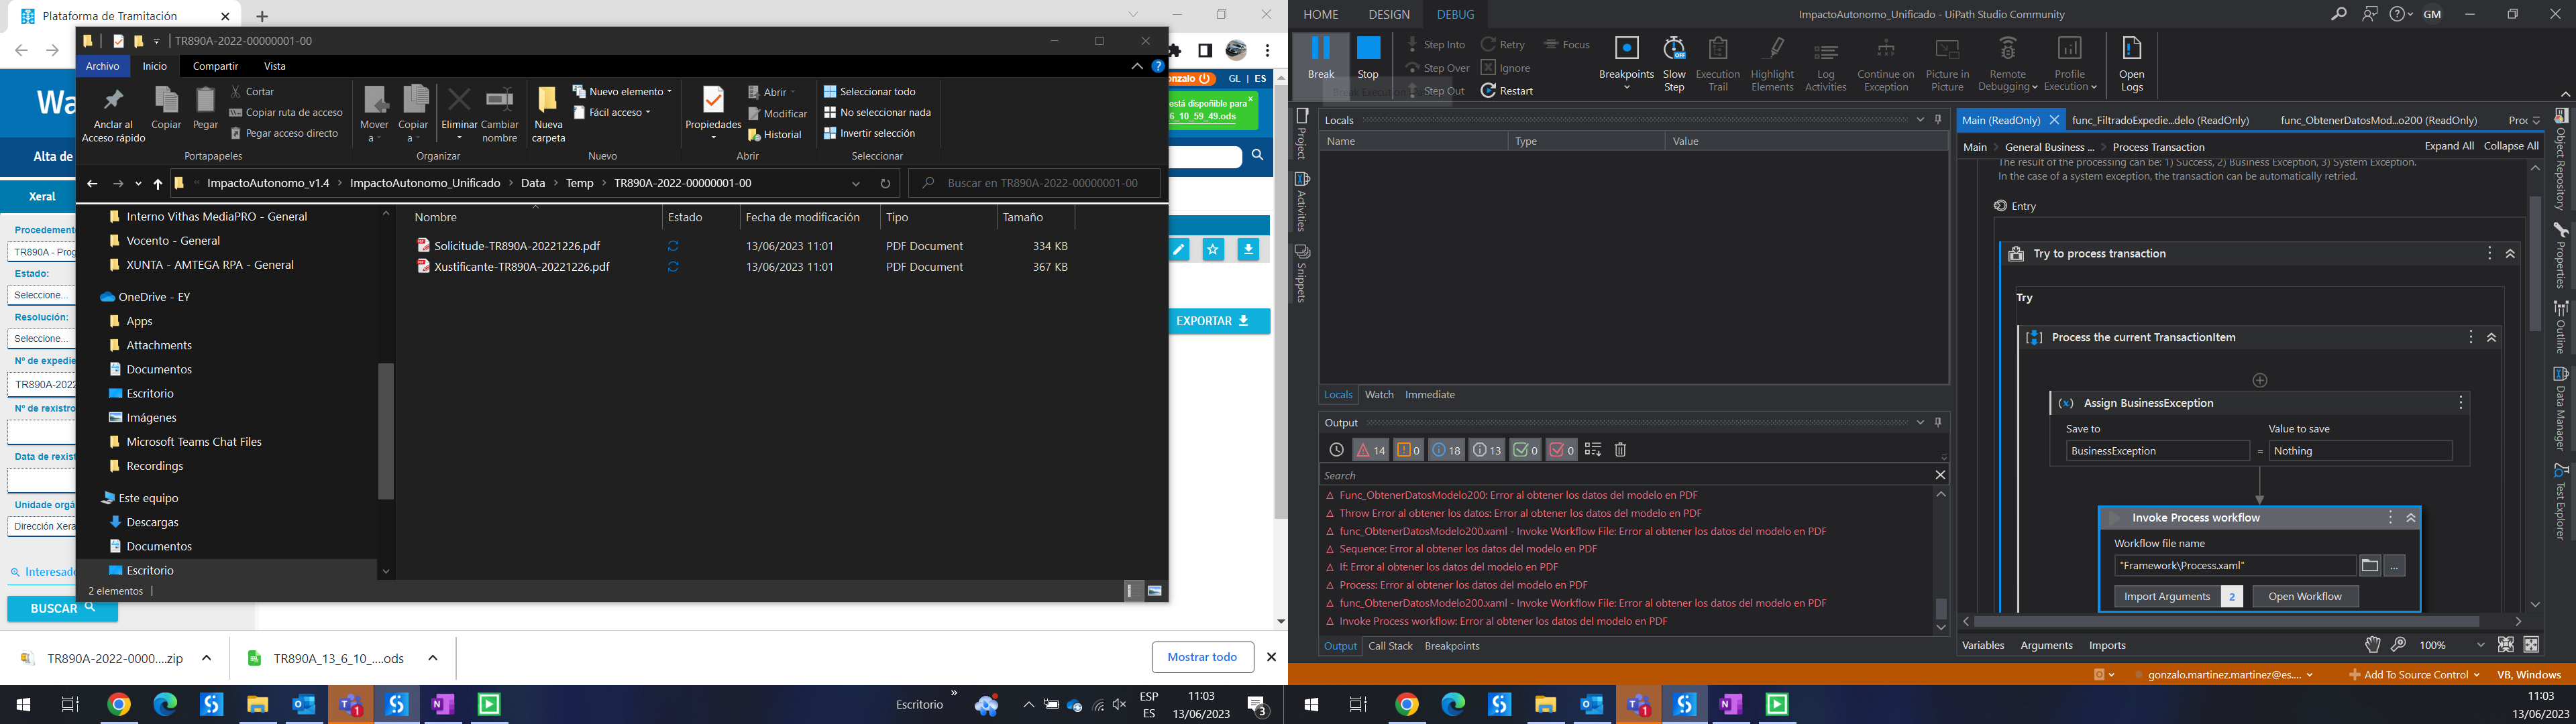 Plataforma de Tramitación
TR890A-2022-00000001-00
Archivo
Inicio
Compartir
Vista
Anclar al Acceso rápido
Copiar
Pegar
Cortar
Copiar ruta de acceso
Pegar acceso directo
Portapapeles
Mover a
Copiar a
Eliminar
Cambiar nombre
Organizar
Nueva carpeta
Nuevo elemento
Fácil acceso
Nuevo
Propiedades
Abrir
Modificar
Historial
Abrir
Seleccionar todo
No seleccionar nada
Invertir selección
Seleccionar
ImpactoAutonomo_v1.4 > ImpactoAutonomo_Unificado > Data > Temp > TR890A-2022-00000001-00
Buscar en TR890A-2022-00000001-00
Interno Vithas MediaPRO - General
Vocento - General
XUNTA - AMTEGA RPA - General
OneDrive - EY
Apps
Attachments
Documentos
Escritorio
Imágenes
Microsoft Teams Chat Files
Recordings
Este equipo
Descargas
Documentos
Escritorio
Nombre Estado Fecha de modificación Tipo Tamaño
Solicitude-TR890A-20221226.pdf 13/06/2023 11:01 PDF Document 334 KB
Xustificante-TR890A-20221226.pdf 13/06/2023 11:01 PDF Document 367 KB
2 elementos
Wa
Alta de
Xeral
Procedement
TR890A - Prog
Estado:
Seleccione...
Resolución:
Seleccione...
Nº de expedie
TR890A-2022
Nº de rexistro
Data de rexist
Unidade orgá
Dirección Xera
Interesado
BUSCAR
onzalo
GL | ES
está dispoñible para
6_10_59_49.ods
EXPORTAR
TR890A-2022-0000....zip
TR890A_13_6_10_....ods
Mostrar todo
Escritorio
ESP
ES
11:03
13/06/2023
3
HOME DESIGN DEBUG
ImpactoAutonomo_Unificado - UiPath Studio Community
GM
Break
Stop
Step Into
Step Over
Step Out
Retry
Ignore
Restart
Focus
Breakpoints
Slow Step
Execution Trail
Highlight Elements
Log Activities
Continue on Exception
Picture in Picture
Remote Debugging
Profile Execution
Open Logs
Project
Activities
Snippets
Locals
Name Type Value
Locals Watch Immediate
Output
14 0 18 13 0 0
Search
Func_ObtenerDatosModelo200: Error al obtener los datos del modelo en PDF
Throw Error al obtener los datos: Error al obtener los datos del modelo en PDF
func_ObtenerDatosModelo200.xaml - Invoke Workflow File: Error al obtener los datos del modelo en PDF
Sequence: Error al obtener los datos del modelo en PDF
If: Error al obtener los datos del modelo en PDF
Process: Error al obtener los datos del modelo en PDF
func_ObtenerDatosModelo200.xaml - Invoke Workflow File: Error al obtener los datos del modelo en PDF
Invoke Process workflow: Error al obtener los datos del modelo en PDF
Output Call Stack Breakpoints
Main (ReadOnly)
func_FiltradoExpedie...delo (ReadOnly)
func_ObtenerDatosMod...o200 (ReadOnly)
Proc
Main > General Business ... > Process Transaction
Expand All Collapse All
The result of the processing can be: 1) Success, 2) Business Exception, 3) System Exception.
In the case of a system exception, the transaction can be automatically retried.
Entry
Try to process transaction
Try
Process the current TransactionItem
Assign BusinessException
Save to
Value to save
BusinessException = Nothing
Invoke Process workflow
Workflow file name
"Framework\Process.xaml"
Import Arguments 2
Open Workflow
Variables Arguments Imports
100%
Object Repository
Properties
Outline
Data Manager
Test Explorer
gonzalo.martinez.martinez@es....
Add To Source Control
VB, Windows
11:03
13/06/2023